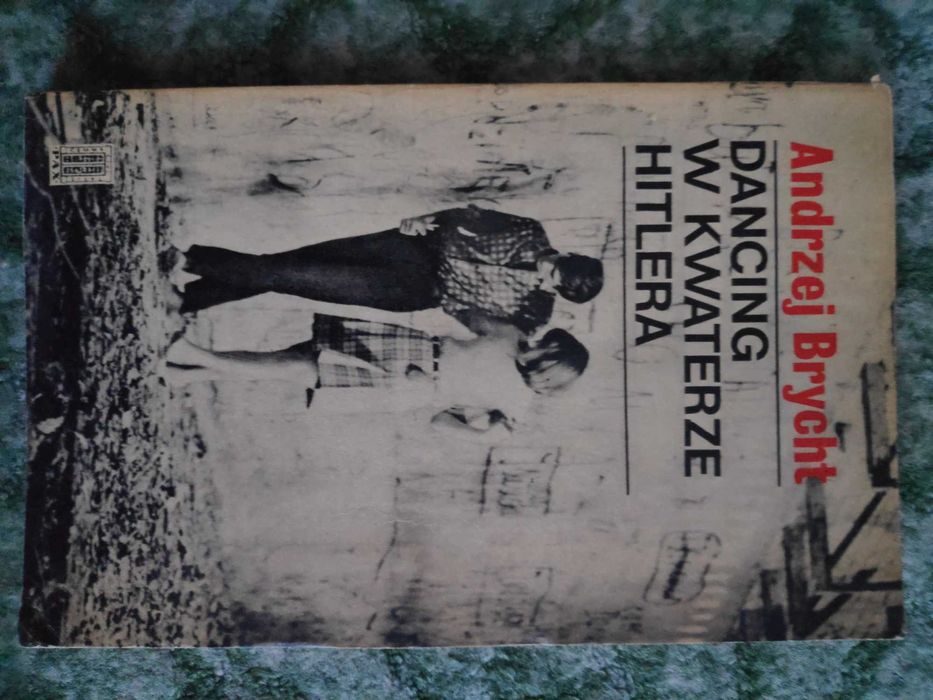 Andrzej Brycht
DANCING
W KWATERZE
HITLERA